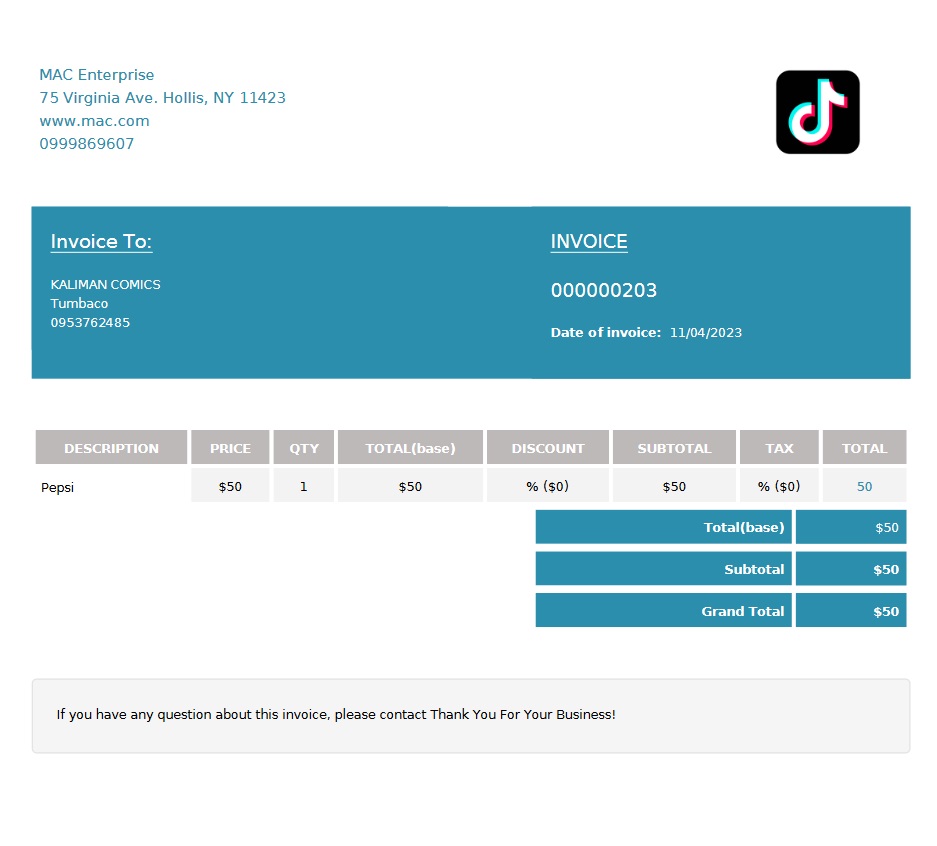 MAC Enterprise
75 Virginia Ave. Hollis, NY 11423
www.mac.com
0999869607
Invoice To:
KALIMAN COMICS
Tumbaco
0953762485
INVOICE
000000203
Date of invoice: 11/04/2023
DESCRIPTION PRICE QTY TOTAL(base) DISCOUNT SUBTOTAL TAX TOTAL
Pepsi $50 1 $50 % ($0) $50 % ($0) 50
Total(base) $50
Subtotal $50
Grand Total $50
If you have any question about this invoice, please contact Thank You For Your Business!